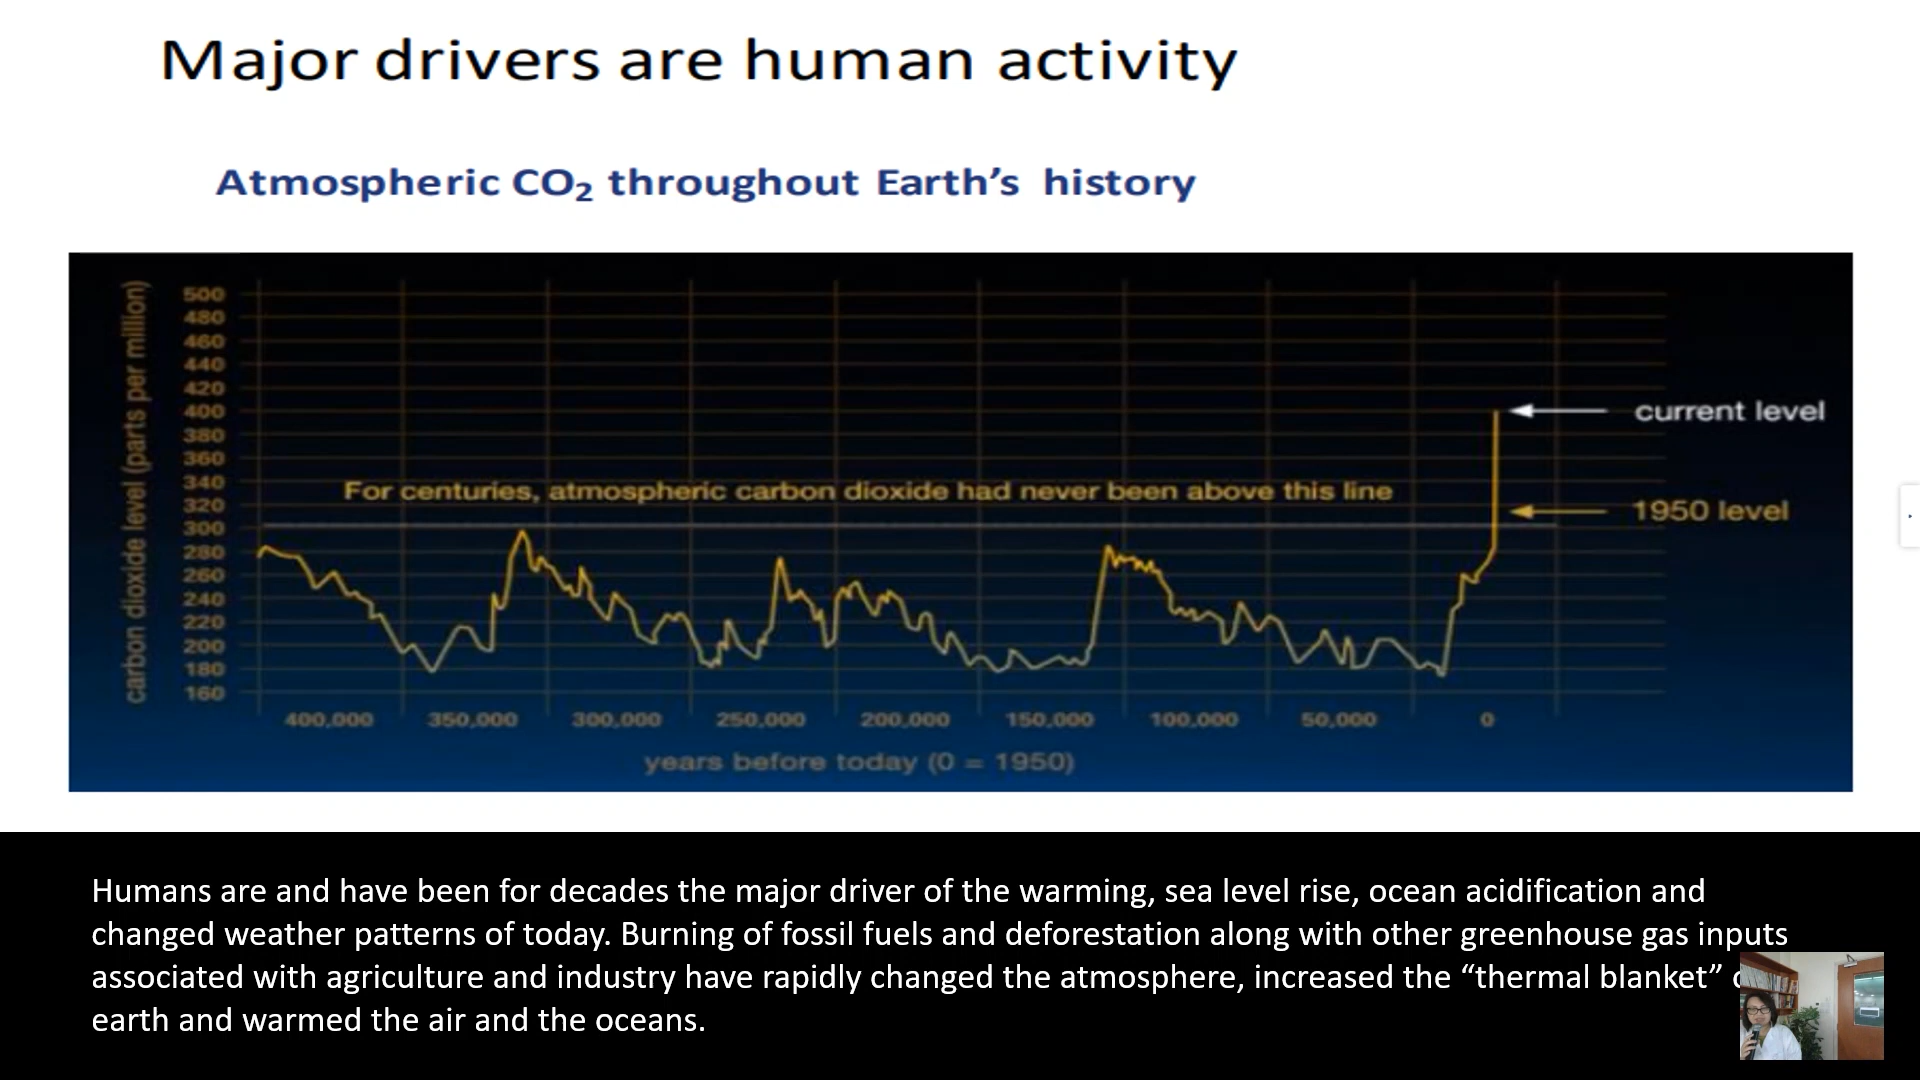 Major drivers are human activity
Atmospheric CO₂ throughout Earth’s history
carbon dioxide level (parts per million)
500
480
460
440
420
400
380
360
340
320
300
280
260
240
220
200
180
160
current level
For centuries, atmospheric carbon dioxide had never been above this line
1950 level
400,000 350,000 300,000 250,000 200,000 150,000 100,000 50,000 0
years before today (0 = 1950)
Humans are and have been for decades the major driver of the warming, sea level rise, ocean acidification and
changed weather patterns of today. Burning of fossil fuels and deforestation along with other greenhouse gas inputs
associated with agriculture and industry have rapidly changed the atmosphere, increased the “thermal blanket”
earth and warmed the air and the oceans.